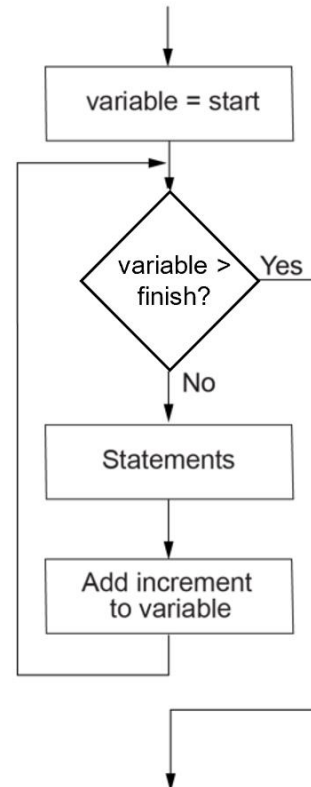 variable = start
variable >
finish?
Yes
No
Statements
Add increment
to variable